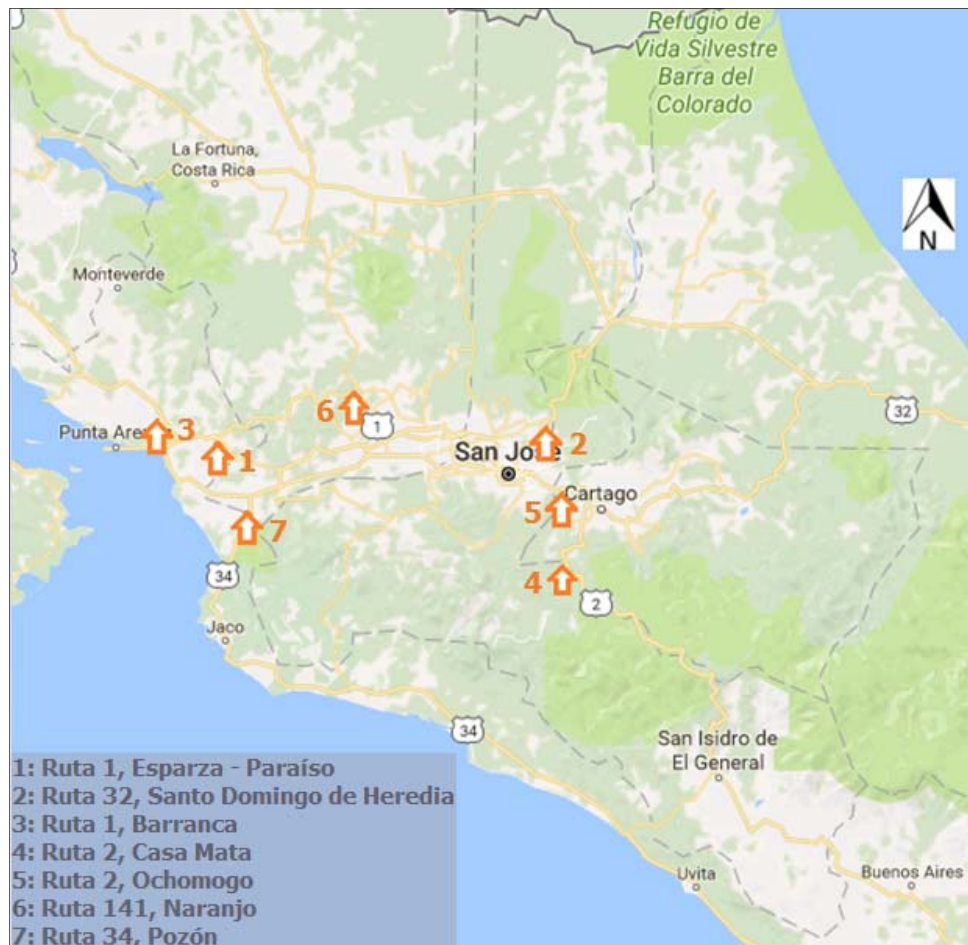 Refugio de
Vida Silvestre
Barra del
Colorado
La Fortuna,
Costa Rica
N
Monteverde
6
1
32
Punta Aren
3
1
San José
2
5
Cartago
7
34
4
2
Jaco
34
San Isidro de
El General
Uvita
Buenos Aires
1: Ruta 1, Esparza - Paraíso
2: Ruta 32, Santo Domingo de Heredia
3: Ruta 1, Barranca
4: Ruta 2, Casa Mata
5: Ruta 2, Ochomogo
6: Ruta 141, Naranjo
7: Ruta 34, Pozón